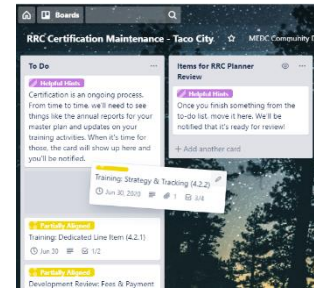 Boards
RRC Certification Maintenance - Taco City
MEDC Community D
To Do
Items for RRC Planner
Review
Helpful Hints
Certification is an ongoing process.
From time to time, we'll need to see
things like the annual reports for your
master plan and updates on your
training activities. When it's time for
those, the card will show up here and
you'll be notified.
Helpful Hints
Once you finish something from the
to-do list, move it here. We'll be
notified that it's ready for review!
+ Add another card
Training: Strategy & Tracking (4.2.2)
Jun 30, 2020 1 3/4
Partially Aligned
Training: Dedicated Line Item (4.2.1)
Jun 30 1/2
Partially Aligned
Development Review: Fees & Payment